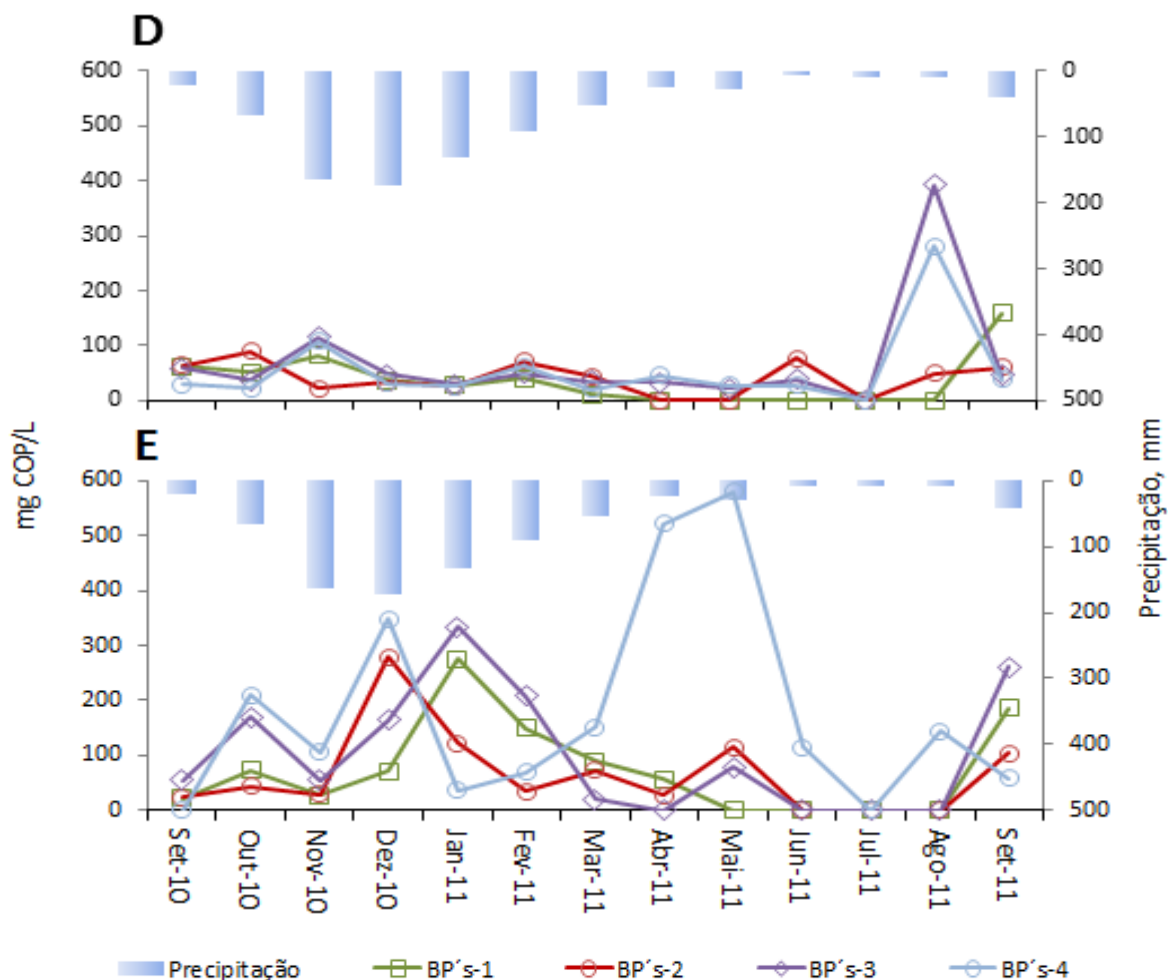 D
600 0
500 100
400
300 200
200 300
100 400
0 500
E
600 0
500 100
400
300 200
200 300
100 400
0 500
mg COP/L
Precipitação, mm
Set-10 Out-10 Nov-10 Dez-10 Jan-11 Fev-11 Mar-11 Abr-11 Mai-11 Jun-11 Jul-11 Ago-11 Set-11
Precipitação BP´s-1 BP´s-2 BP´s-3 BP´s-4